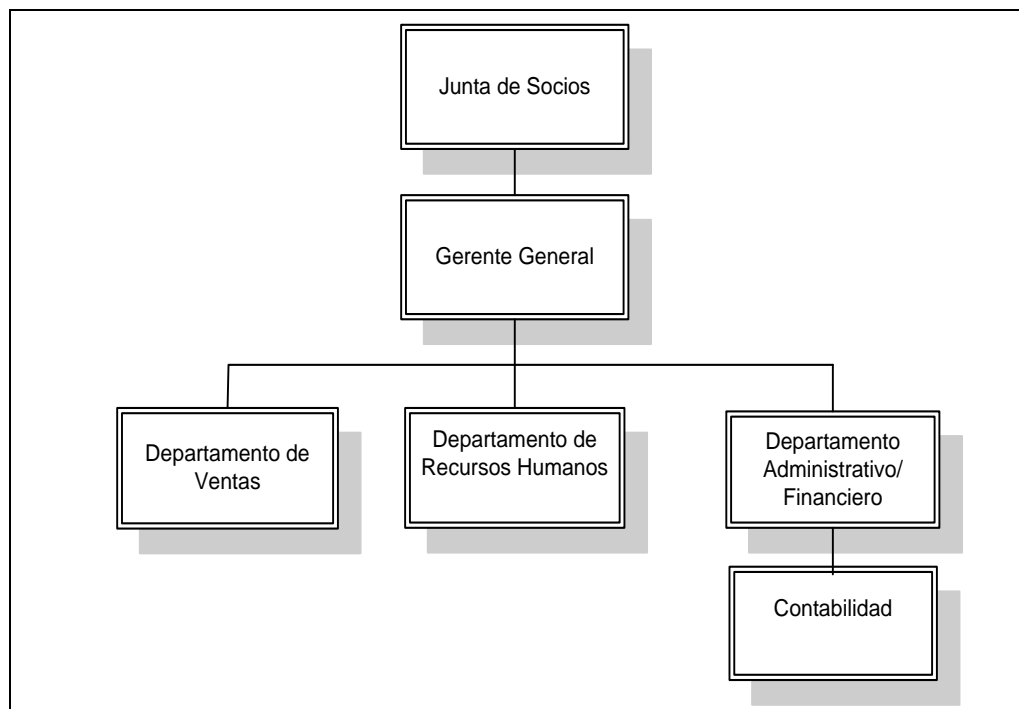 Junta de Socios
Gerente General
Departamento de
Ventas
Departamento de
Recursos Humanos
Departamento
Administrativo/
Financiero
Contabilidad